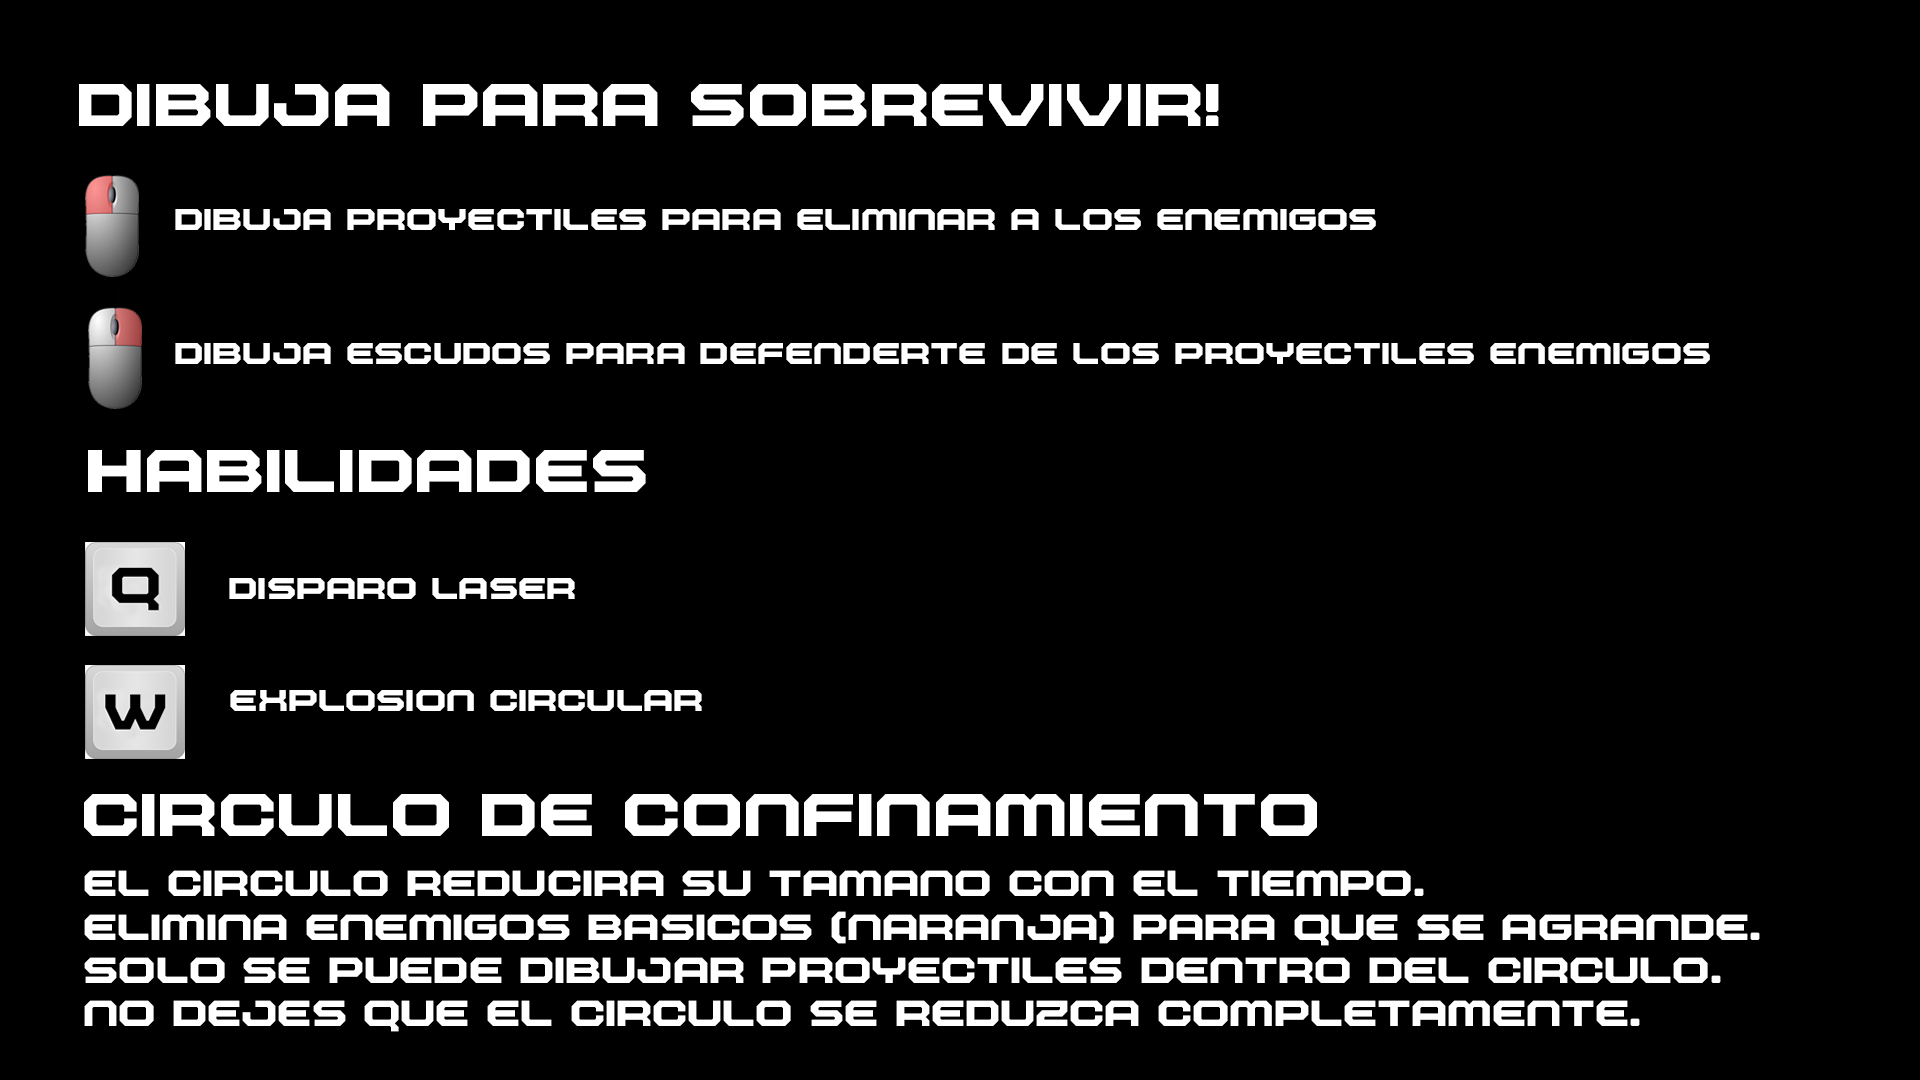 DIBUJA PARA SOBREVIVIR!
DIBUJA PROYECTILES PARA ELIMINAR A LOS ENEMIGOS
DIBUJA ESCUDOS PARA DEFENDERTE DE LOS PROYECTILES ENEMIGOS
HABILIDADES
Q DISPARO LASER
W EXPLOSION CIRCULAR
CIRCULO DE CONFINAMIENTO
EL CIRCULO REDUCIRA SU TAMANO CON EL TIEMPO.
ELIMINA ENEMIGOS BASICOS (NARANJA) PARA QUE SE AGRANDE.
SOLO SE PUEDE DIBUJAR PROYECTILES DENTRO DEL CIRCULO.
NO DEJES QUE EL CIRCULO SE REDUZCA COMPLETAMENTE.